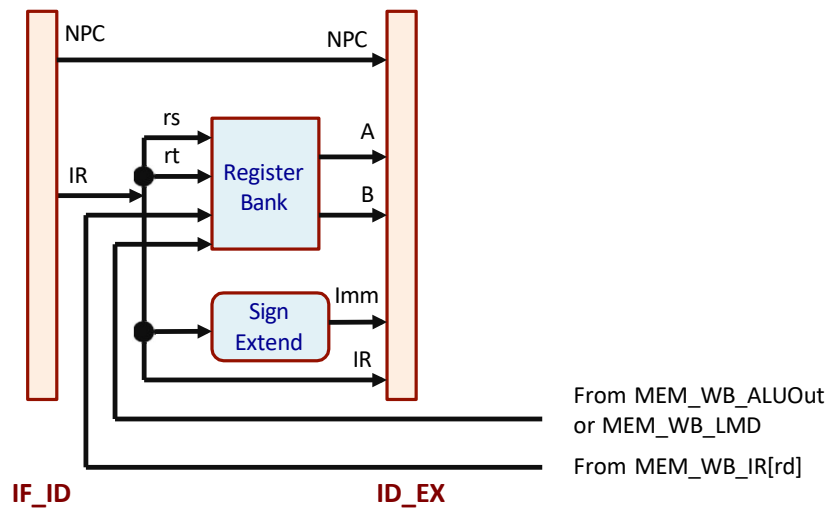 NPC
NPC
rs
rt
IR
Register
Bank
A
B
Sign
Extend
Imm
IR
From MEM_WB_ALUOut
or MEM_WB_LMD
From MEM_WB_IR[rd]
IF_ID
ID_EX